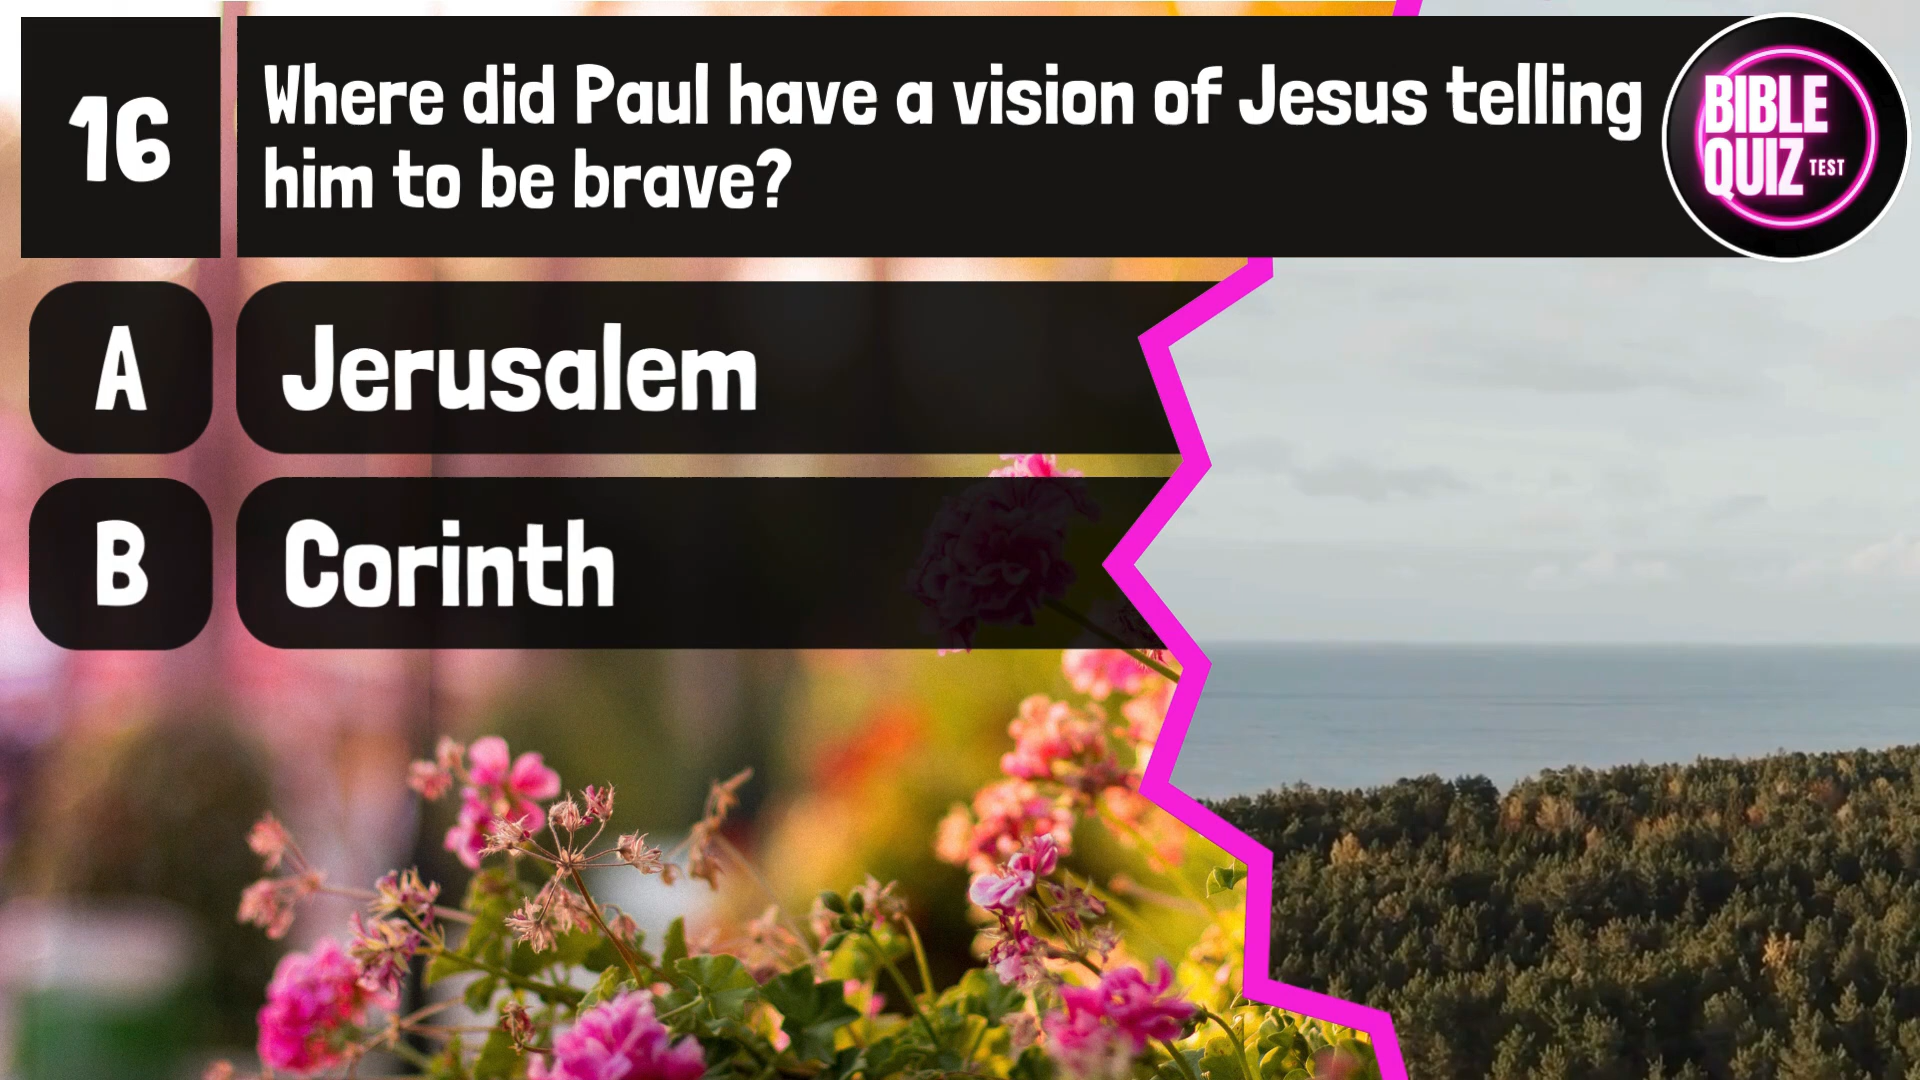 16
Where did Paul have a vision of Jesus telling
him to be brave?
BIBLE
QUIZ TEST
A
Jerusalem
B
Corinth